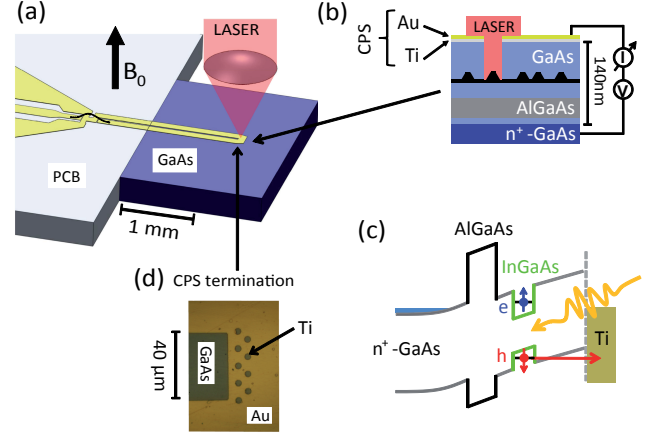 (a)
B0
LASER
PCB
GaAs
1 mm
CPS termination
(b)
CPS
Au
Ti
LASER
GaAs
AlGaAs
n+-GaAs
140nm
I
V
(c)
AlGaAs
InGaAs
e
n+-GaAs
h
Ti
(d)
40 μm
GaAs
Ti
Au